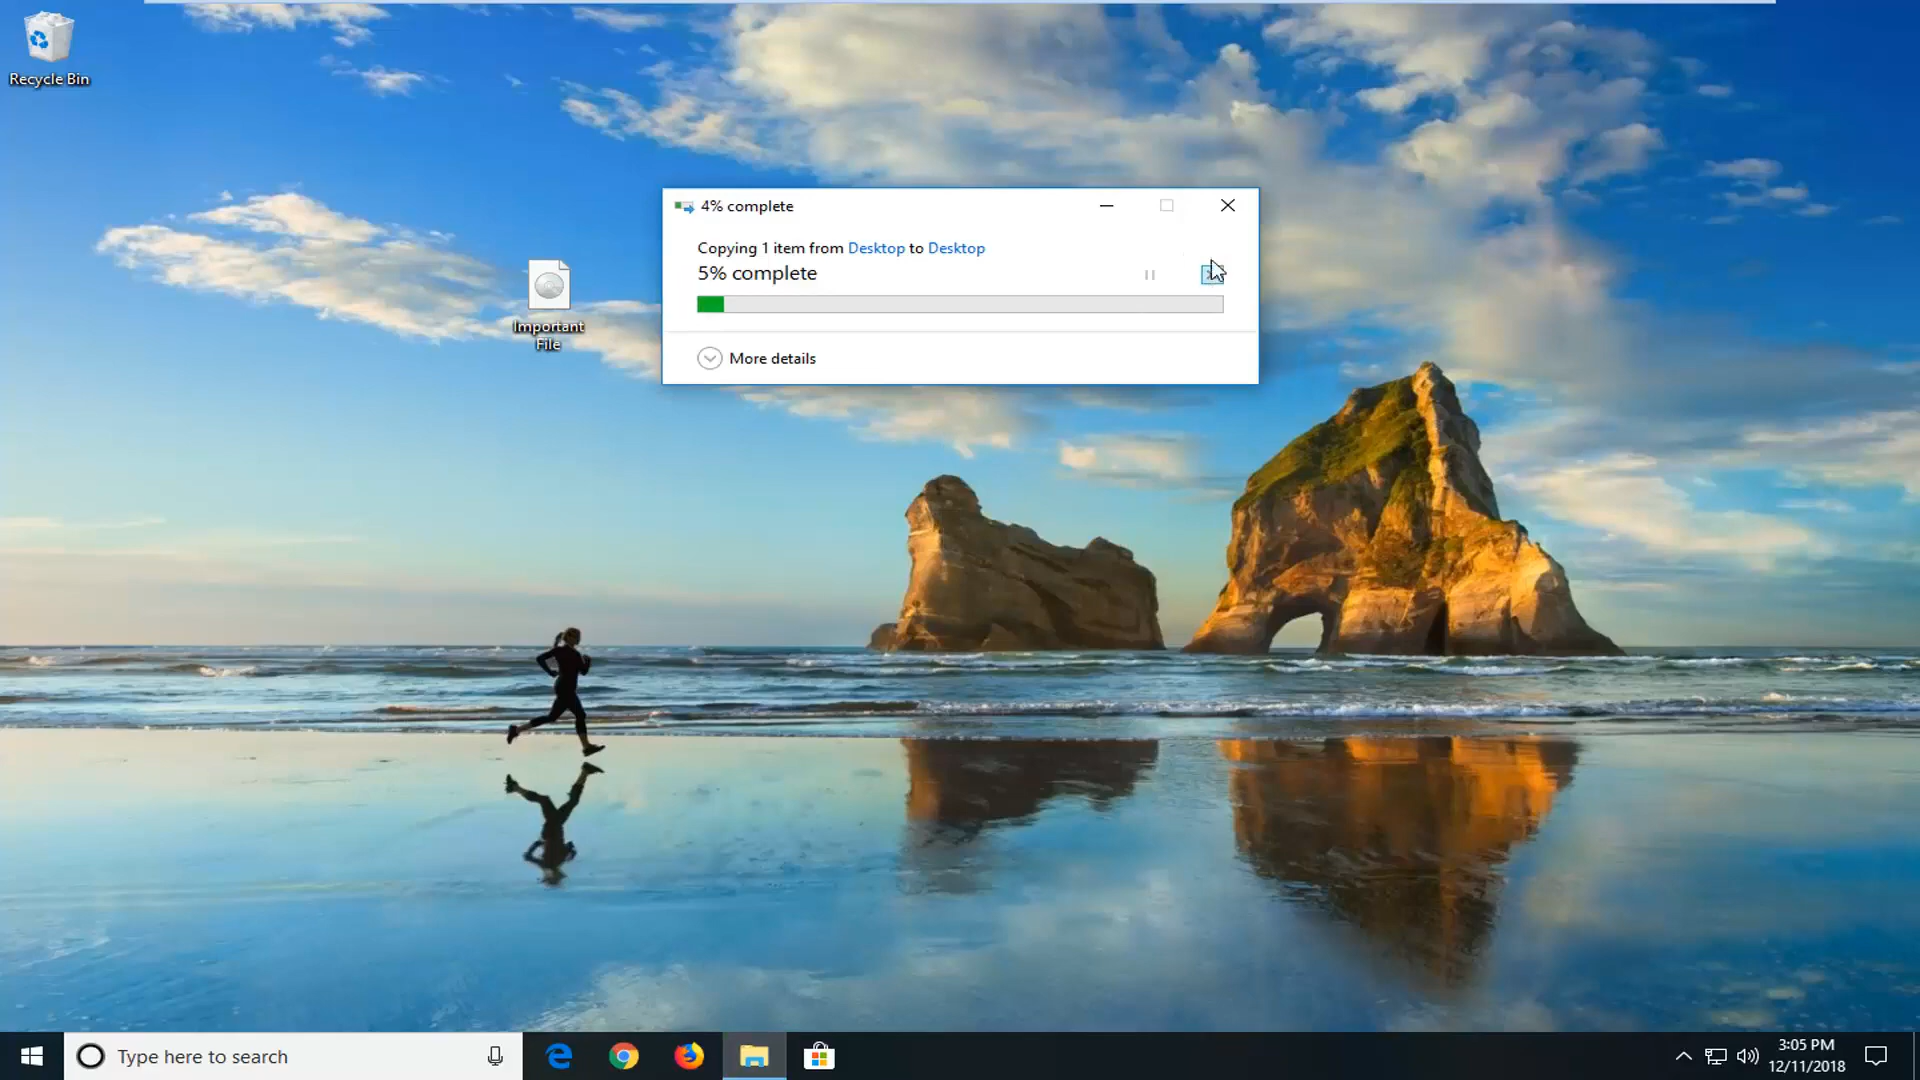 Recycle Bin
4% complete
Copying 1 item from Desktop to Desktop
5% complete
Important
File
More details
Type here to search
3:05 PM
12/11/2018